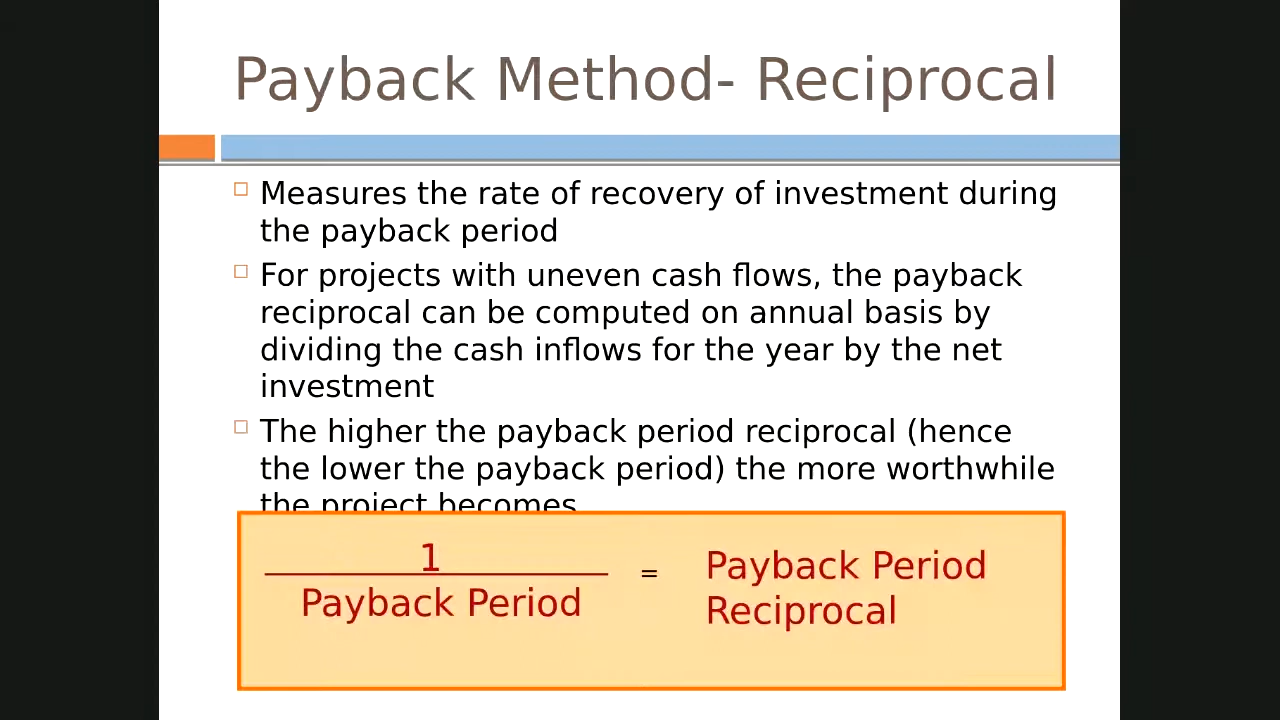 Payback Method- Reciprocal
Measures the rate of recovery of investment during
the payback period
For projects with uneven cash flows, the payback
reciprocal can be computed on annual basis by
dividing the cash inflows for the year by the net
investment
The higher the payback period reciprocal (hence
the lower the payback period) the more worthwhile
the project becomes
1
Payback Period
=
Payback Period
Reciprocal